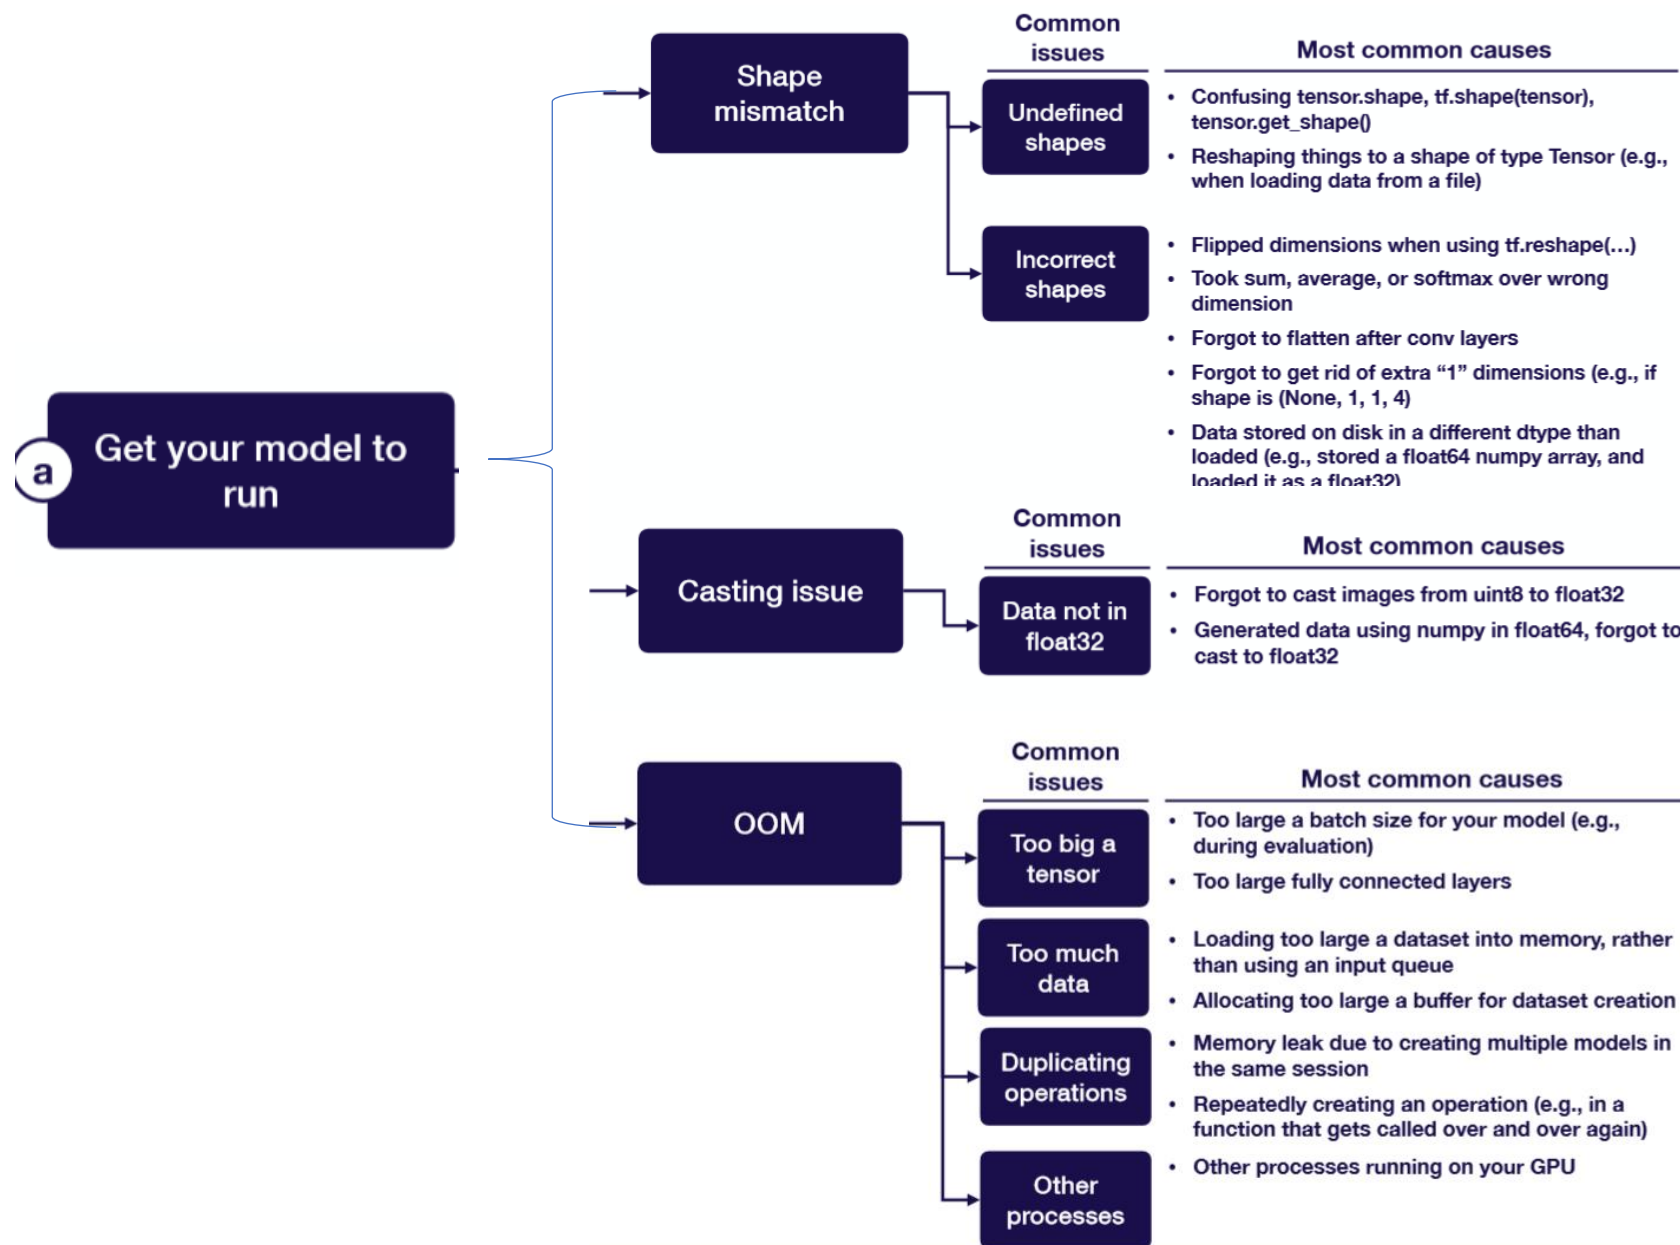 a
Get your model to
run
Shape
mismatch
Common
issues
Most common causes
Undefined
shapes
• Confusing tensor.shape, tf.shape(tensor),
tensor.get_shape()
• Reshaping things to a shape of type Tensor (e.g.,
when loading data from a file)
Incorrect
shapes
• Flipped dimensions when using tf.reshape(…)
• Took sum, average, or softmax over wrong
dimension
• Forgot to flatten after conv layers
• Forgot to get rid of extra “1” dimensions (e.g., if
shape is (None, 1, 1, 4)
• Data stored on disk in a different dtype than
loaded (e.g., stored a float64 numpy array, and
loaded it as a float32)
Casting issue
Common
issues
Most common causes
Data not in
float32
• Forgot to cast images from uint8 to float32
• Generated data using numpy in float64, forgot to
cast to float32
OOM
Common
issues
Most common causes
Too big a
tensor
• Too large a batch size for your model (e.g.,
during evaluation)
• Too large fully connected layers
Too much
data
• Loading too large a dataset into memory, rather
than using an input queue
• Allocating too large a buffer for dataset creation
Duplicating
operations
• Memory leak due to creating multiple models in
the same session
• Repeatedly creating an operation (e.g., in a
function that gets called over and over again)
Other
processes
• Other processes running on your GPU